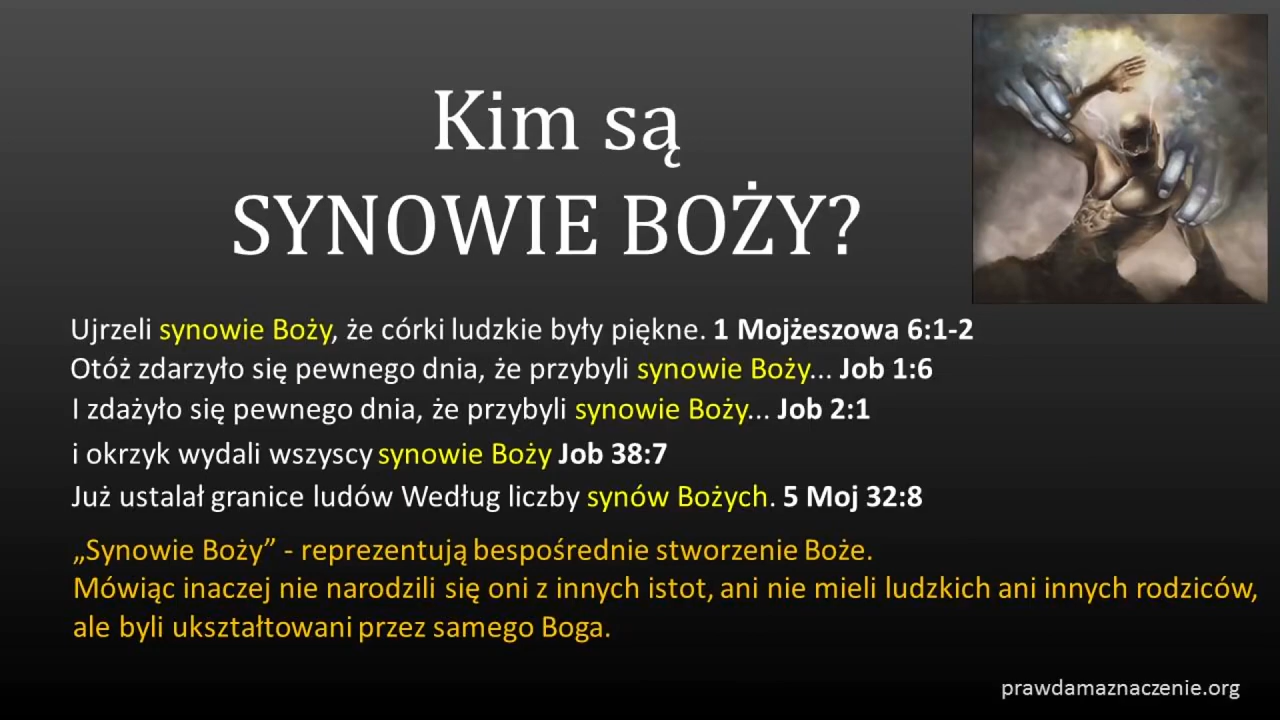 Kim są
SYNOWIE BOŻY?
Ujrzeli synowie Boży, że córki ludzkie były piękne. 1 Mojżeszowa 6:1-2
Otóż zdarzyło się pewnego dnia, że przybyli synowie Boży... Job 1:6
I zdażyło się pewnego dnia, że przybyli synowie Boży... Job 2:1
i okrzyk wydali wszyscy synowie Boży Job 38:7
Już ustalał granice ludów Według liczby synów Bożych. 5 Moj 32:8
„Synowie Boży” - reprezentują bespośrednie stworzenie Boże.
Mówiąc inaczej nie narodzili się oni z innych istot, ani nie mieli ludzkich ani innych rodziców,
ale byli ukształtowani przez samego Boga.
prawdamaznaczenie.org